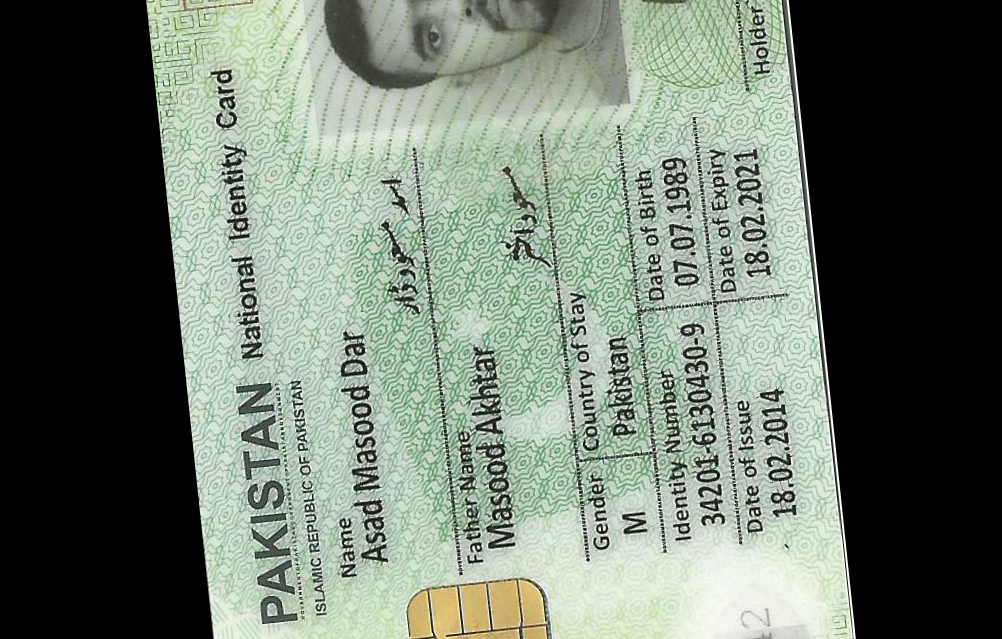 PAKISTAN National Identity Card
ISLAMIC REPUBLIC OF PAKISTAN
Name
Asad Masood Dar
اسد مسعود ڈار
Father Name
Masood Akhtar
مسعود اختر
Gender Country of Stay
M Pakistan
Identity Number Date of Birth
34201-6130430-9 07.07.1989
Date of Issue Date of Expiry
18.02.2014 18.02.2021
Holder
12